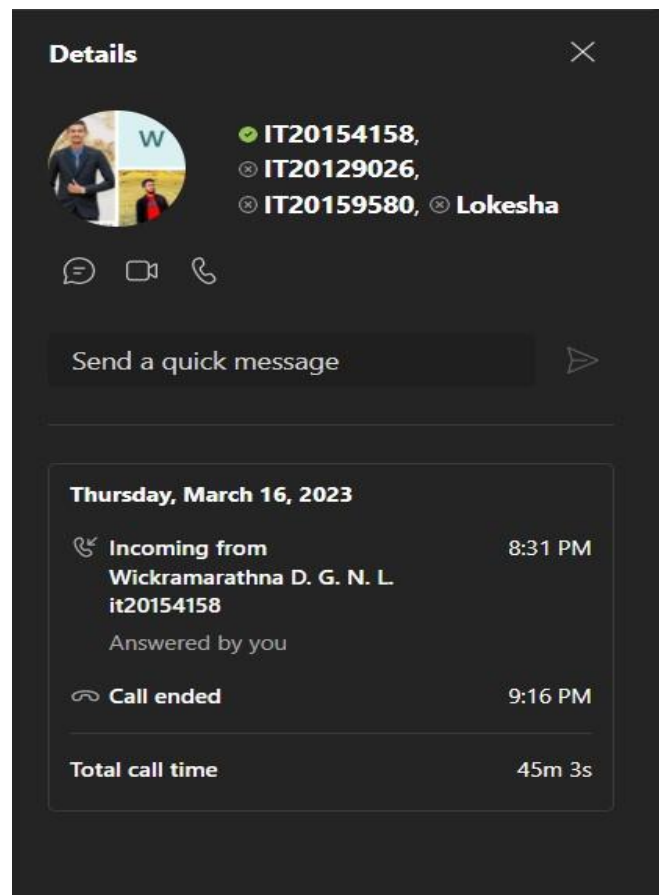 Details
W
IT20154158,
IT20129026,
IT20159580, Lokesha
Send a quick message
Thursday, March 16, 2023
Incoming from 8:31 PM
Wickramarathna D. G. N. L.
it20154158
Answered by you
Call ended 9:16 PM
Total call time 45m 3s